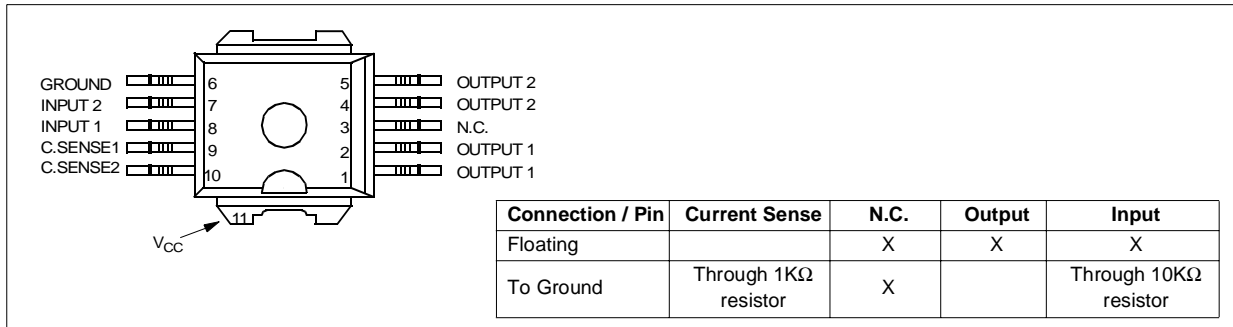 GROUND 6 5 OUTPUT 2
INPUT 2 7 4 OUTPUT 2
INPUT 1 8 3 N.C.
C.SENSE1 9 2 OUTPUT 1
C.SENSE2 10 1 OUTPUT 1
11
VCC
Connection / Pin Current Sense N.C. Output Input
Floating X X X
To Ground Through 1KΩ resistor X Through 10KΩ resistor